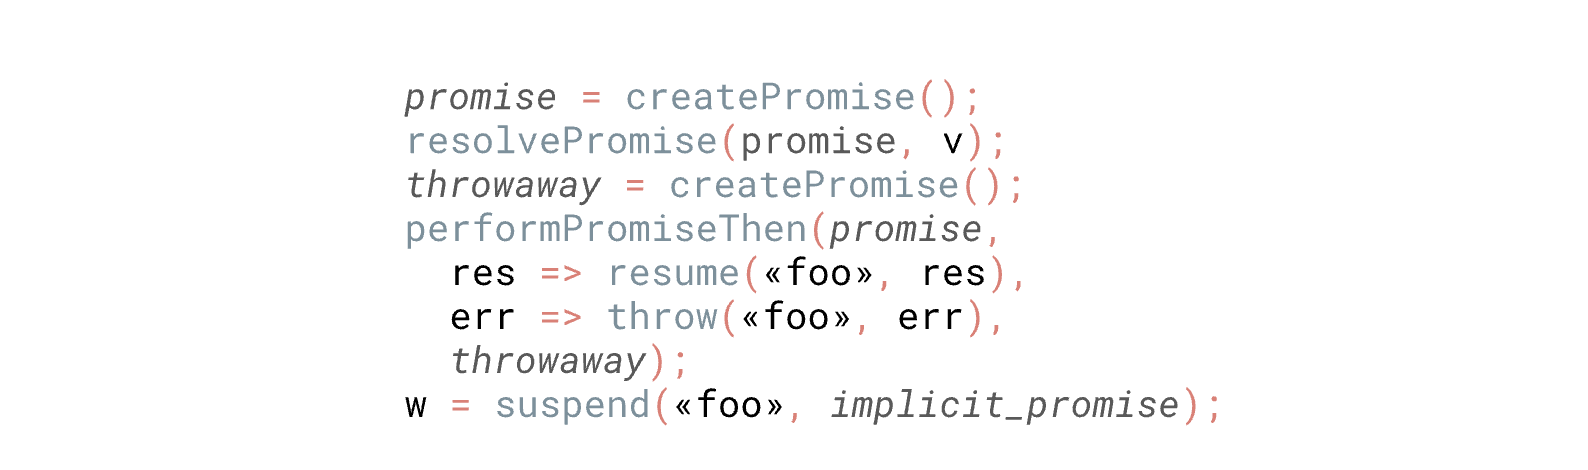 promise = createPromise();
resolvePromise(promise, v);
throwaway = createPromise();
performPromiseThen(promise,
  res => resume(«foo», res),
  err => throw(«foo», err),
  throwaway);
w = suspend(«foo», implicit_promise);